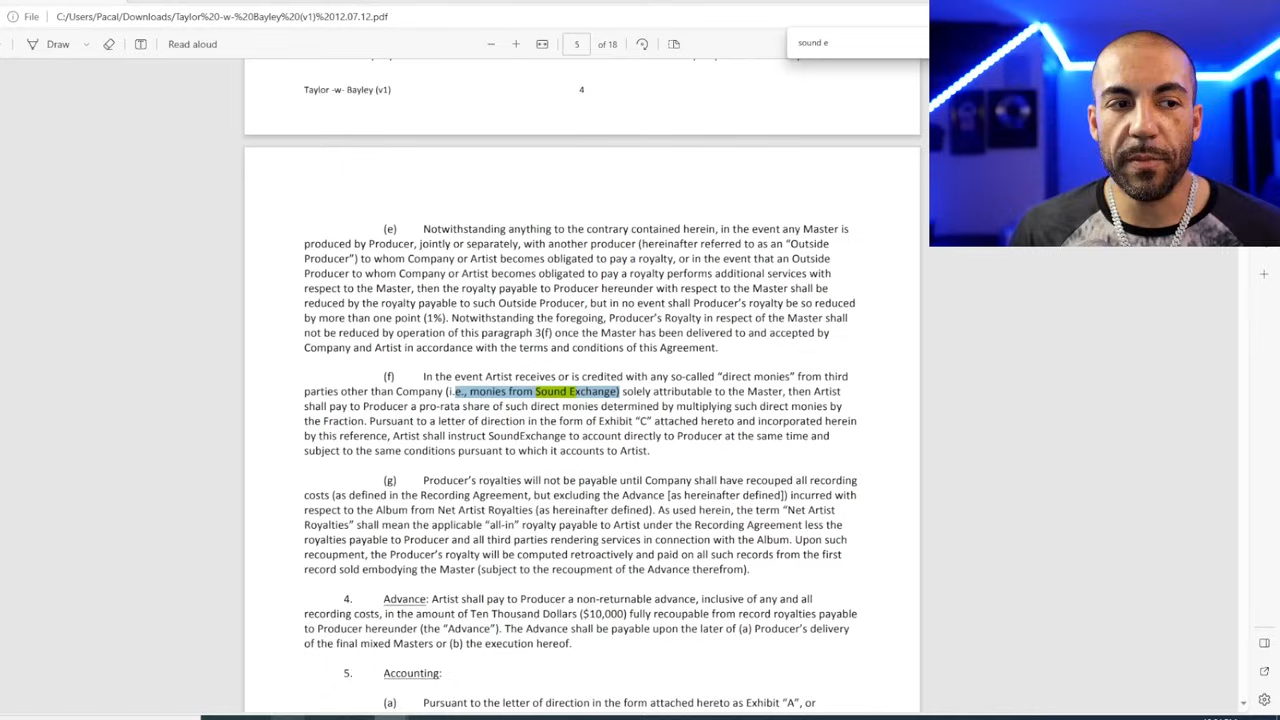 File
C:/Users/Pacal/Downloads/Taylor%20-w-%20Bayley%20(v1)%2012.07.12.pdf
Draw
Read aloud
5
of 18
sound e
Taylor -w- Bayley (v1)
4
(e) Notwithstanding anything to the contrary contained herein, in the event any Master is
produced by Producer, jointly or separately, with another producer (hereinafter referred to as an “Outside
Producer”) to whom Company or Artist becomes obligated to pay a royalty, or in the event that an Outside
Producer to whom Company or Artist becomes obligated to pay a royalty performs additional services with
respect to the Master, then the royalty payable to Producer hereunder with respect to the Master shall be
reduced by the royalty payable to such Outside Producer, but in no event shall Producer’s royalty be so reduced
by more than one point (1%). Notwithstanding the foregoing, Producer’s Royalty in respect of the Master shall
not be reduced by operation of this paragraph 3(f) once the Master has been delivered to and accepted by
Company and Artist in accordance with the terms and conditions of this Agreement.
(f) In the event Artist receives or is credited with any so-called “direct monies” from third
parties other than Company (i.e., monies from Sound Exchange) solely attributable to the Master, then Artist
shall pay to Producer a pro-rata share of such direct monies determined by multiplying such direct monies by
the Fraction. Pursuant to a letter of direction in the form of Exhibit “C” attached hereto and incorporated herein
by this reference, Artist shall instruct SoundExchange to account directly to Producer at the same time and
subject to the same conditions pursuant to which it accounts to Artist.
(g) Producer’s royalties will not be payable until Company shall have recouped all recording
costs (as defined in the Recording Agreement, but excluding the Advance [as hereinafter defined]) incurred with
respect to the Album from Net Artist Royalties (as hereinafter defined). As used herein, the term “Net Artist
Royalties” shall mean the applicable “all-in” royalty payable to Artist under the Recording Agreement less the
royalties payable to Producer and all third parties rendering services in connection with the Album. Upon such
recoupment, the Producer’s royalty will be computed retroactively and paid on all such records from the first
record sold embodying the Master (subject to the recoupment of the Advance therefrom).
4. Advance: Artist shall pay to Producer a non-returnable advance, inclusive of any and all
recording costs, in the amount of Ten Thousand Dollars ($10,000) fully recoupable from record royalties payable
to Producer hereunder (the “Advance”). The Advance shall be payable upon the later of (a) Producer’s delivery
of the final mixed Masters or (b) the execution hereof.
5. Accounting:
(a) Pursuant to the letter of direction in the form attached hereto as Exhibit “A”, or